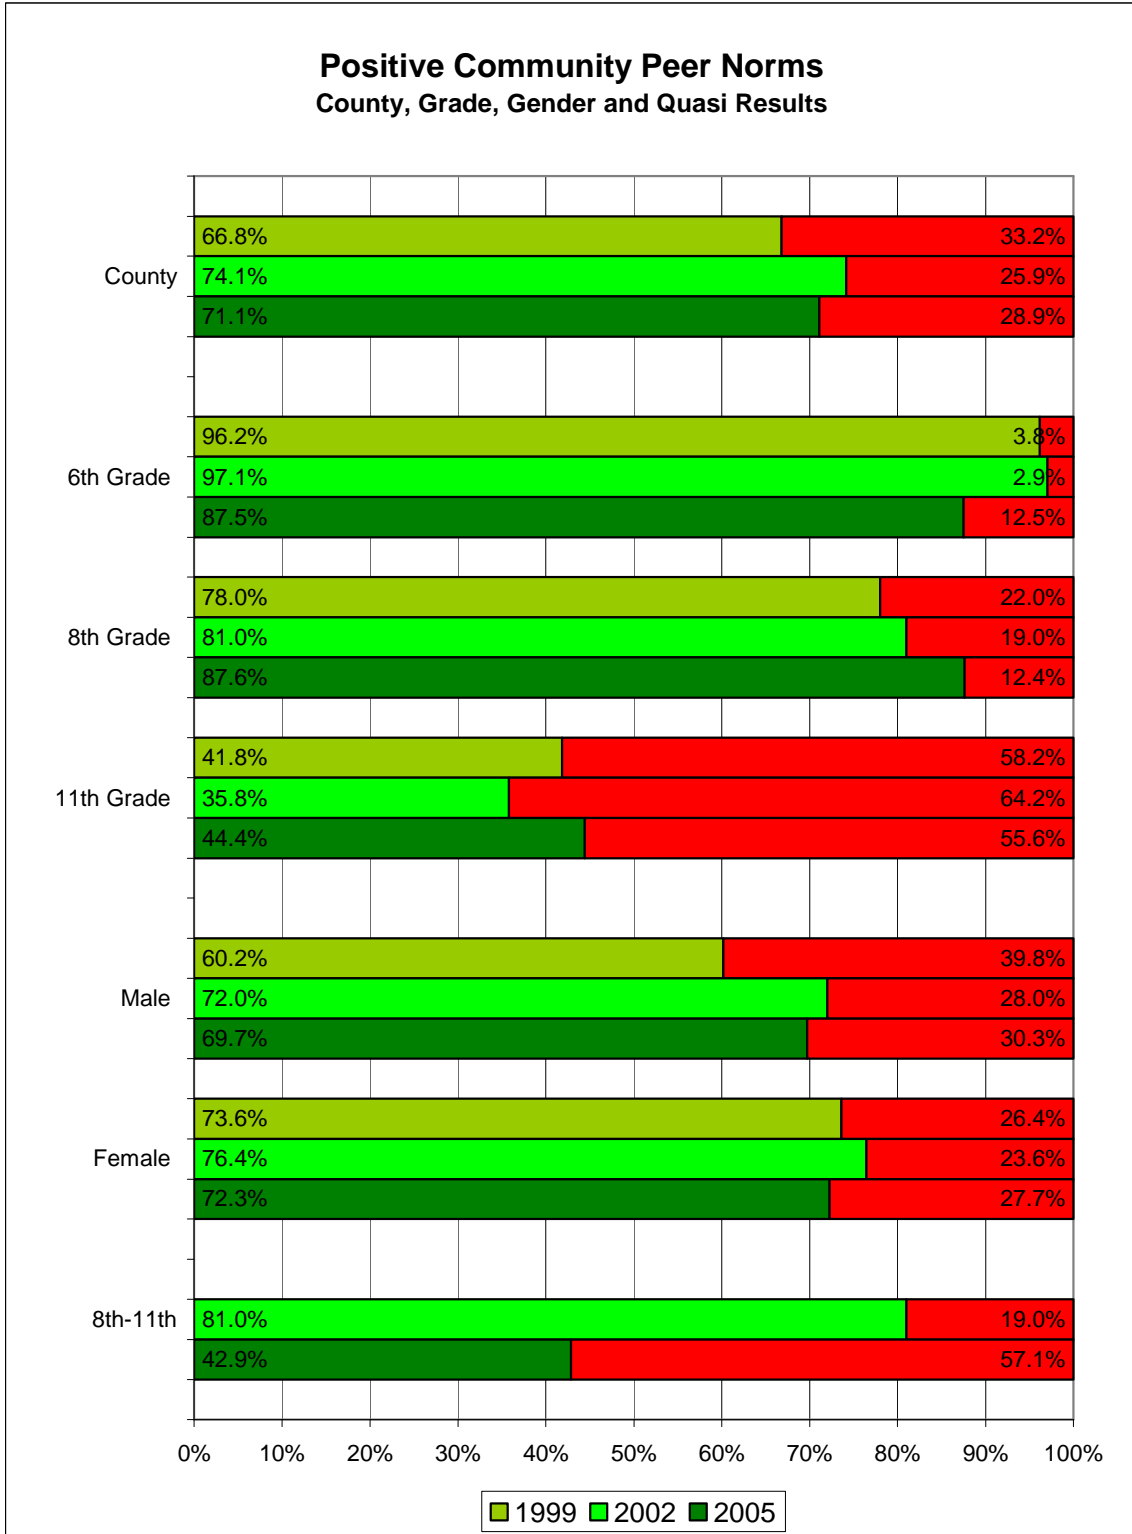 Positive Community Peer Norms
County, Grade, Gender and Quasi Results
66.8% 33.2%
County 74.1% 25.9%
71.1% 28.9%
96.2% 3.8%
6th Grade 97.1% 2.9%
87.5% 12.5%
78.0% 22.0%
8th Grade 81.0% 19.0%
87.6% 12.4%
41.8% 58.2%
11th Grade 35.8% 64.2%
44.4% 55.6%
60.2% 39.8%
Male 72.0% 28.0%
69.7% 30.3%
73.6% 26.4%
Female 76.4% 23.6%
72.3% 27.7%
8th-11th 81.0% 19.0%
42.9% 57.1%
0% 10% 20% 30% 40% 50% 60% 70% 80% 90% 100%
1999 2002 2005